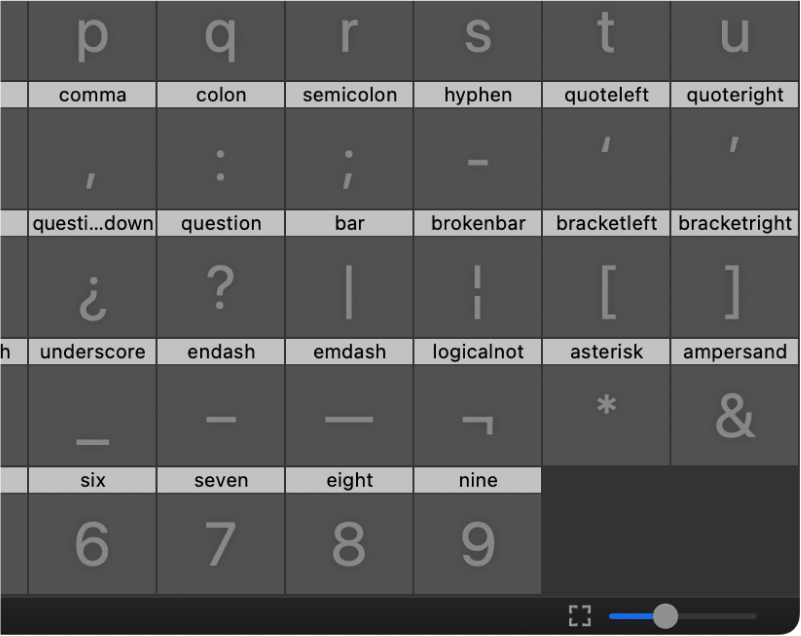 p q r s t u
comma colon semicolon hyphen quoteleft quoteright
, : ; - ‘ ’
questi...down question bar brokenbar bracketleft bracketright
¿ ? | ¦ [ ]
h underscore endash emdash logicalnot asterisk ampersand
_ – — ¬ * &
six seven eight nine
6 7 8 9